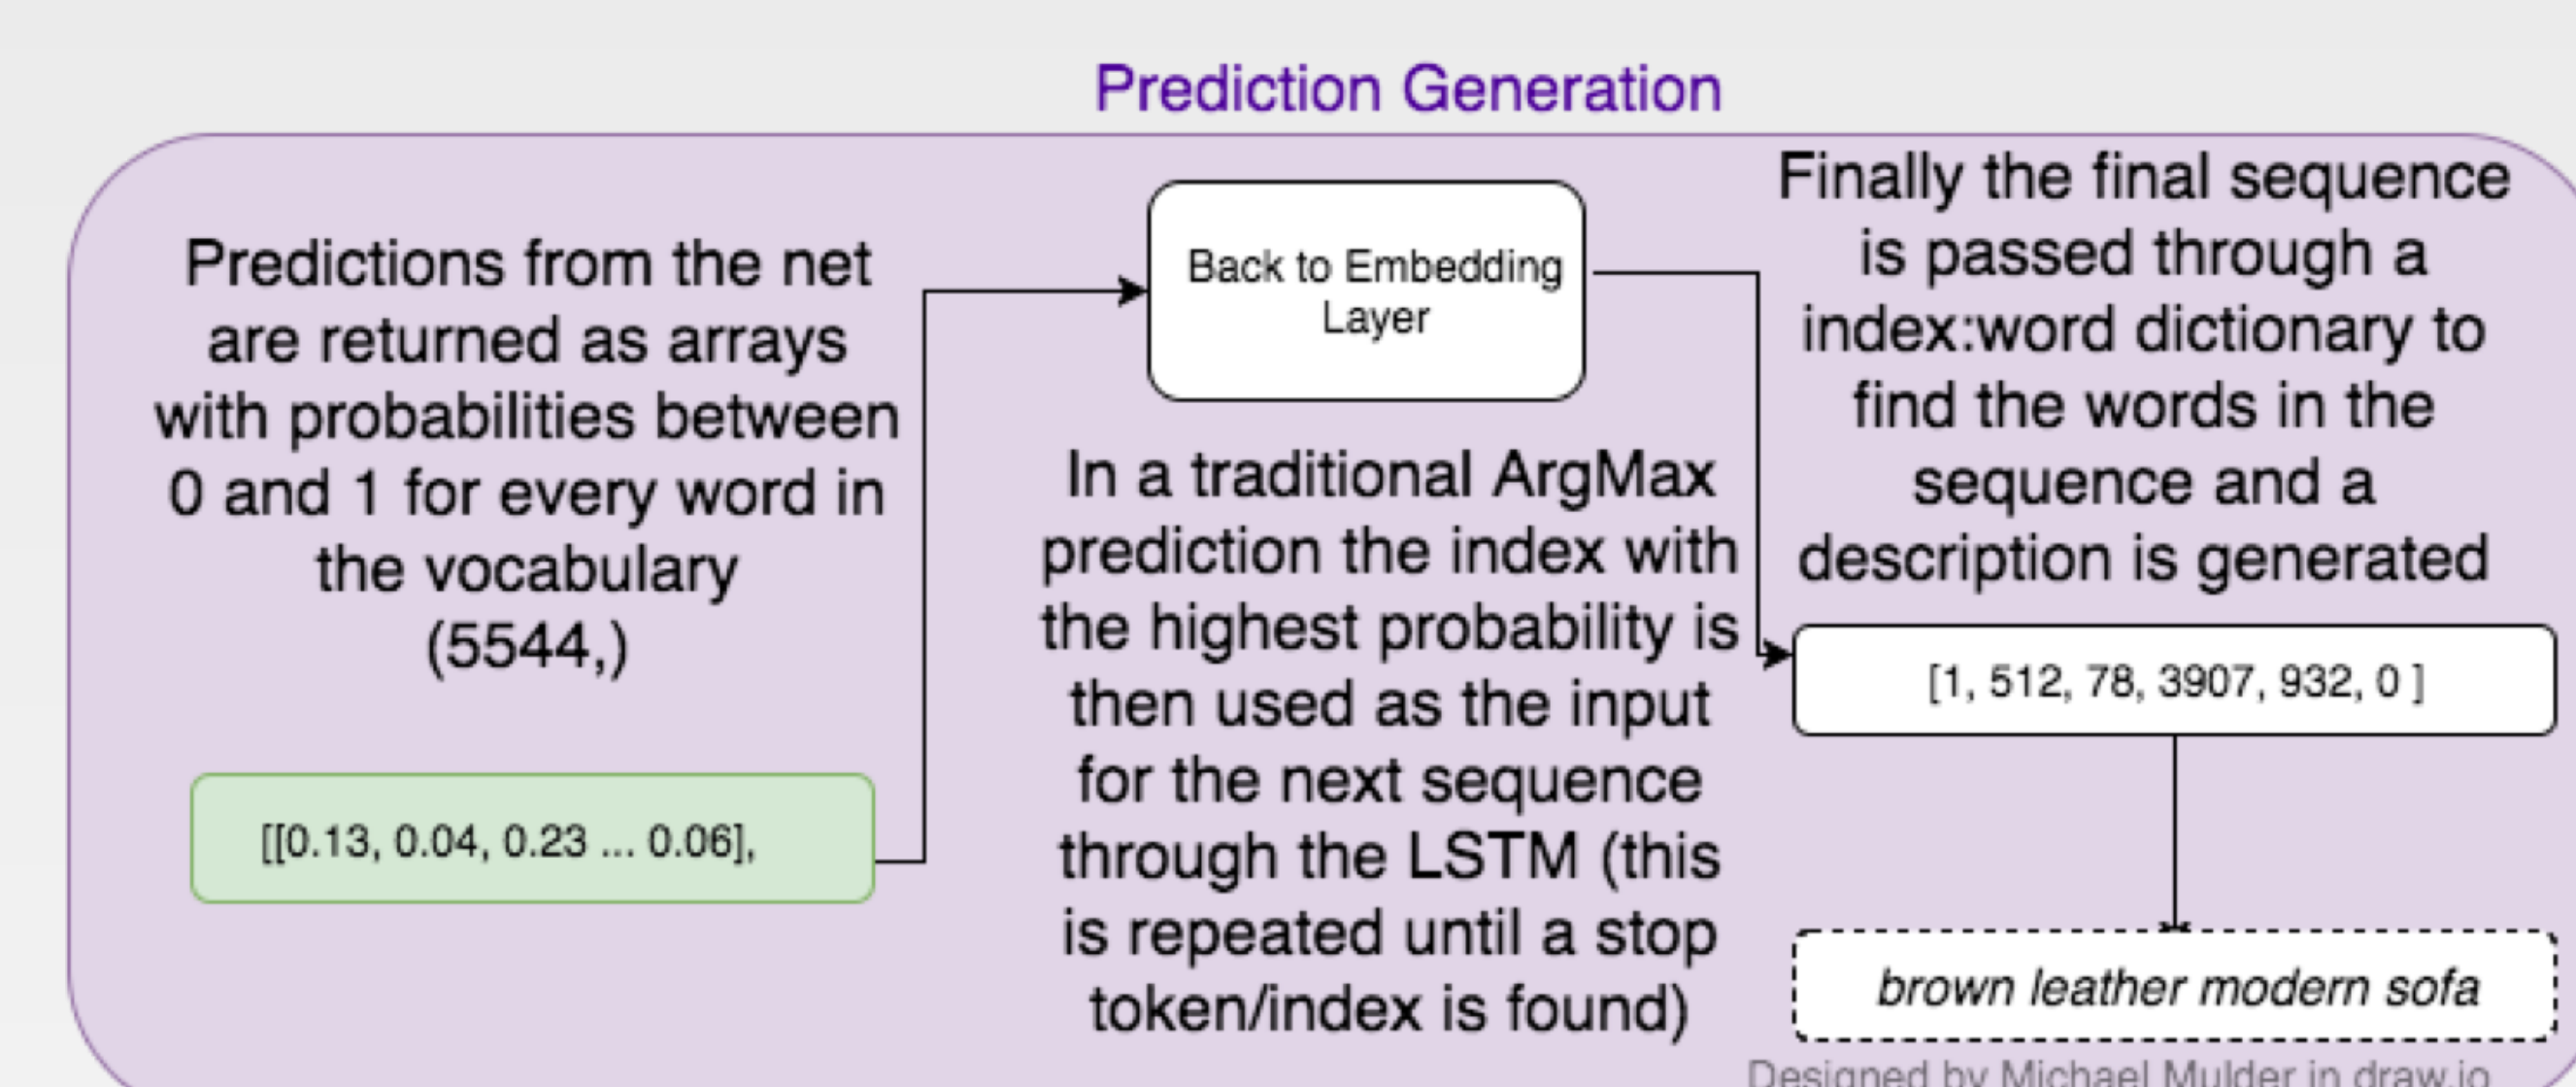 Prediction Generation
Predictions from the net
are returned as arrays
with probabilities between
0 and 1 for every word in
the vocabulary
(5544,)
[[0.13, 0.04, 0.23 ... 0.06],
Back to Embedding
Layer
In a traditional ArgMax
prediction the index with
the highest probability is
then used as the input
for the next sequence
through the LSTM (this
is repeated until a stop
token/index is found)
Finally the final sequence
is passed through a
index:word dictionary to
find the words in the
sequence and a
description is generated
[1, 512, 78, 3907, 932, 0 ]
brown leather modern sofa
Designed by Michael Mulder in draw.io